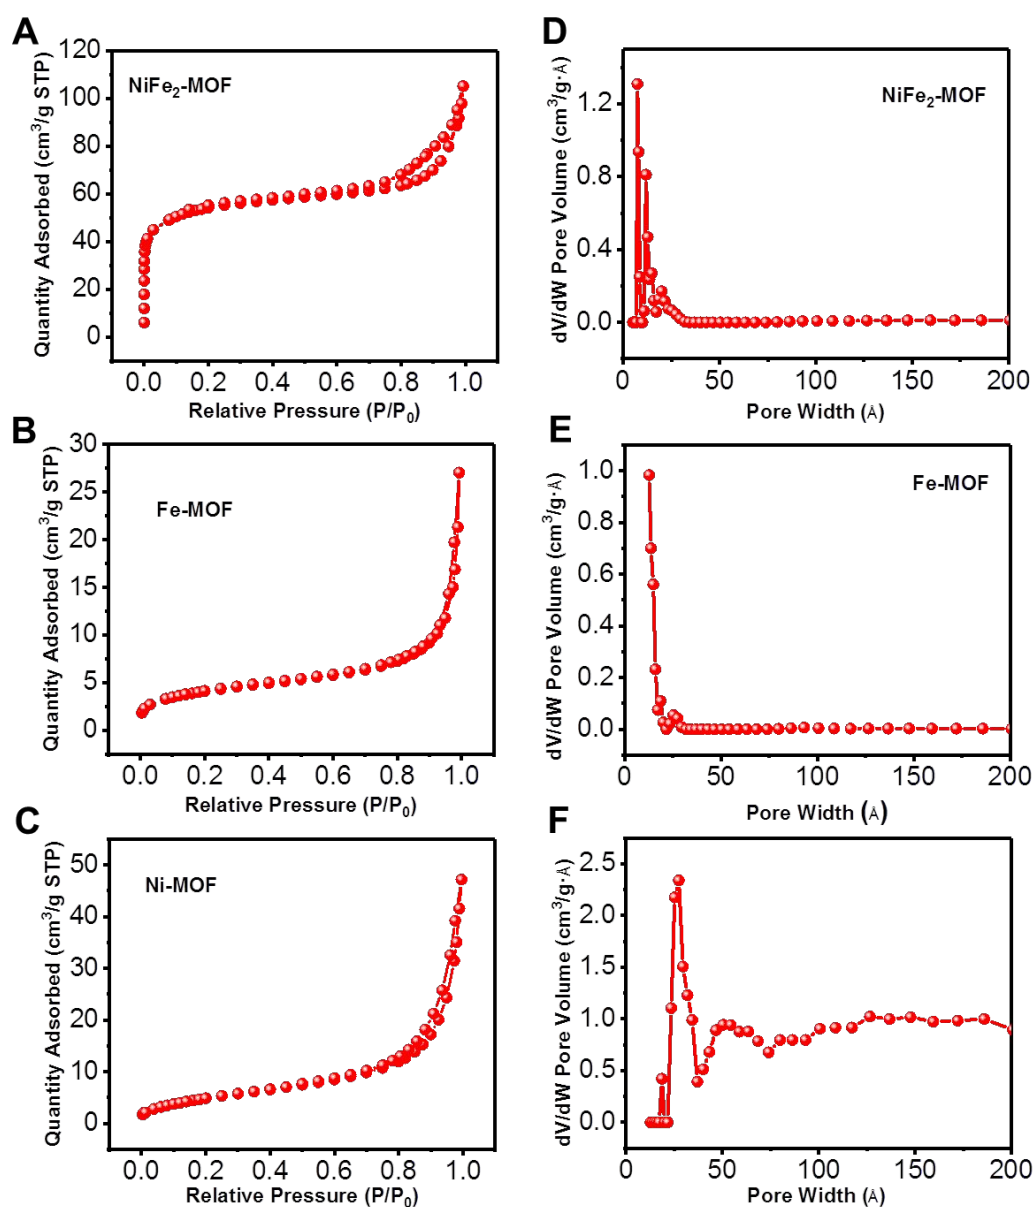 A
NiFe₂-MOF
Quantity Adsorbed (cm³/g STP)
120
100
80
60
40
20
0
0.0 0.2 0.4 0.6 0.8 1.0
Relative Pressure (P/P₀)
D
NiFe₂-MOF
dV/dW Pore Volume (cm³/g·Å)
1.2
0.8
0.4
0.0
0 50 100 150 200
Pore Width (Å)
B
Fe-MOF
Quantity Adsorbed (cm³/g STP)
30
25
20
15
10
5
0
0.0 0.2 0.4 0.6 0.8 1.0
Relative Pressure (P/P₀)
E
Fe-MOF
dV/dW Pore Volume (cm³/g·Å)
1.0
0.8
0.6
0.4
0.2
0.0
0 50 100 150 200
Pore Width (Å)
C
Ni-MOF
Quantity Adsorbed (cm³/g STP)
50
40
30
20
10
0
0.0 0.2 0.4 0.6 0.8 1.0
Relative Pressure (P/P₀)
F
dV/dW Pore Volume (cm³/g·Å)
2.5
2.0
1.5
1.0
0.5
0.0
0 50 100 150 200
Pore Width (Å)